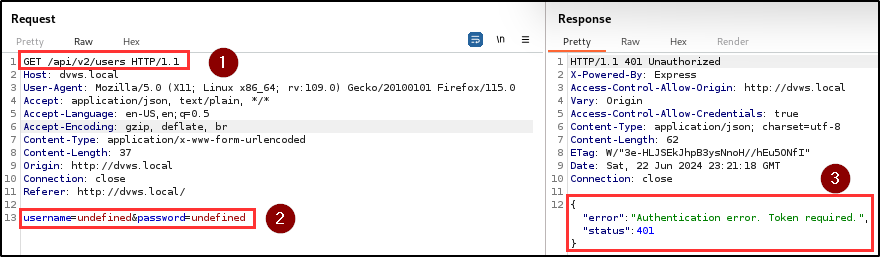 Request
Pretty Raw Hex
\n
1 GET /api/v2/users HTTP/1.1
1
2 Host: dvws.local
3 User-Agent: Mozilla/5.0 (X11; Linux x86_64; rv:109.0) Gecko/20100101 Firefox/115.0
4 Accept: application/json, text/plain, */*
5 Accept-Language: en-US,en;q=0.5
6 Accept-Encoding: gzip, deflate, br
7 Content-Type: application/x-www-form-urlencoded
8 Content-Length: 37
9 Origin: http://dvws.local
10 Connection: close
11 Referer: http://dvws.local/
12
13 username=undefined&password=undefined
2
Response
Pretty Raw Hex Render
1 HTTP/1.1 401 Unauthorized
2 X-Powered-By: Express
3 Access-Control-Allow-Origin: http://dvws.local
4 Vary: Origin
5 Access-Control-Allow-Credentials: true
6 Content-Type: application/json; charset=utf-8
7 Content-Length: 62
8 ETag: W/"3e-HLJSEkJhpB3ysNnoH//hEu5ONfI"
9 Date: Sat, 22 Jun 2024 23:21:18 GMT
10 Connection: close
11
3
12 {
"error":"Authentication error. Token required.",
"status":401
}